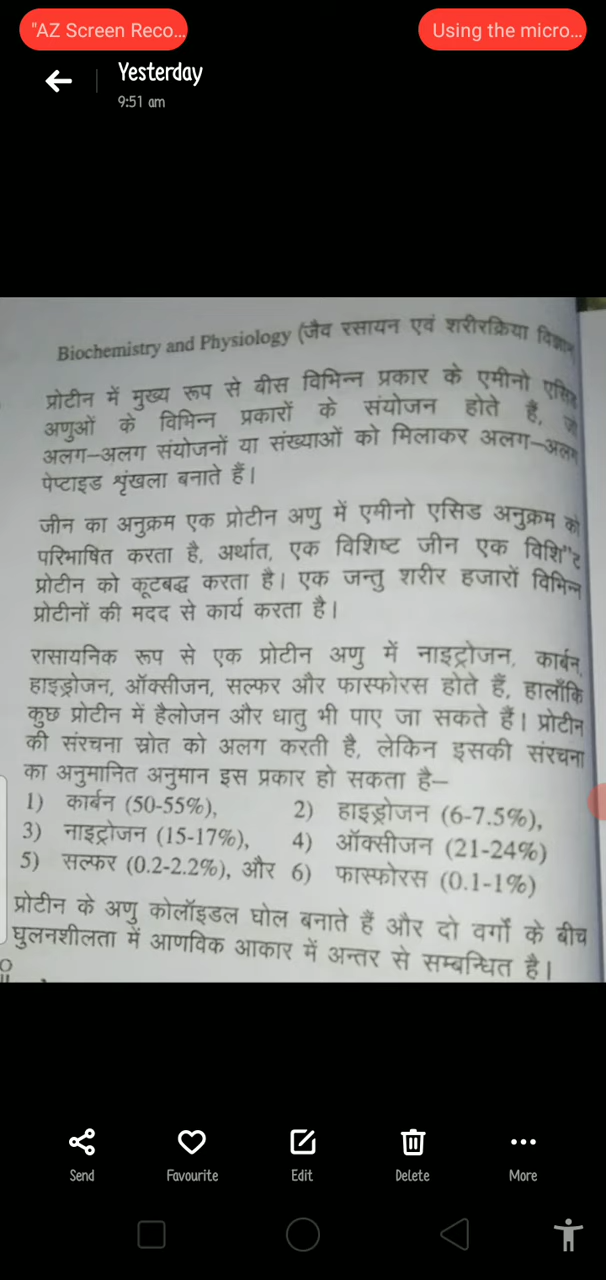 "AZ Screen Reco...
Using the micro...
Yesterday
9:51 am
Biochemistry and Physiology (जैव रसायन एवं शरीरक्रिया विज्ञान
प्रोटीन में मुख्य रूप से बीस विभिन्न प्रकार के एमीनो एसिड
अणुओं के विभिन्न प्रकारों के संयोजन होते हैं, जो
अलग–अलग संयोजनों या संख्याओं को मिलाकर अलग–अलग
पेप्टाइड शृंखला बनाते हैं।
जीन का अनुक्रम एक प्रोटीन अणु में एमीनो एसिड अनुक्रम को
परिभाषित करता है, अर्थात, एक विशिष्ट जीन एक विशि"ट
प्रोटीन को कूटबद्ध करता है। एक जन्तु शरीर हजारों विभिन्न
प्रोटीनों की मदद से कार्य करता है।
रासायनिक रूप से एक प्रोटीन अणु में नाइट्रोजन, कार्बन,
हाइड्रोजन, ऑक्सीजन, सल्फर और फास्फोरस होते हैं, हालाँकि
कुछ प्रोटीन में हैलोजन और धातु भी पाए जा सकते हैं। प्रोटीन
की संरचना स्रोत को अलग करती है, लेकिन इसकी संरचना
का अनुमानित अनुमान इस प्रकार हो सकता है–
1) कार्बन (50-55%), 2) हाइड्रोजन (6-7.5%),
3) नाइट्रोजन (15-17%), 4) ऑक्सीजन (21-24%)
5) सल्फर (0.2-2.2%), और 6) फास्फोरस (0.1-1%)
प्रोटीन के अणु कोलॉइडल घोल बनाते हैं और दो वर्गों के बीच
घुलनशीलता में आणविक आकार में अन्तर से सम्बन्धित है।
Send
Favourite
Edit
Delete
More